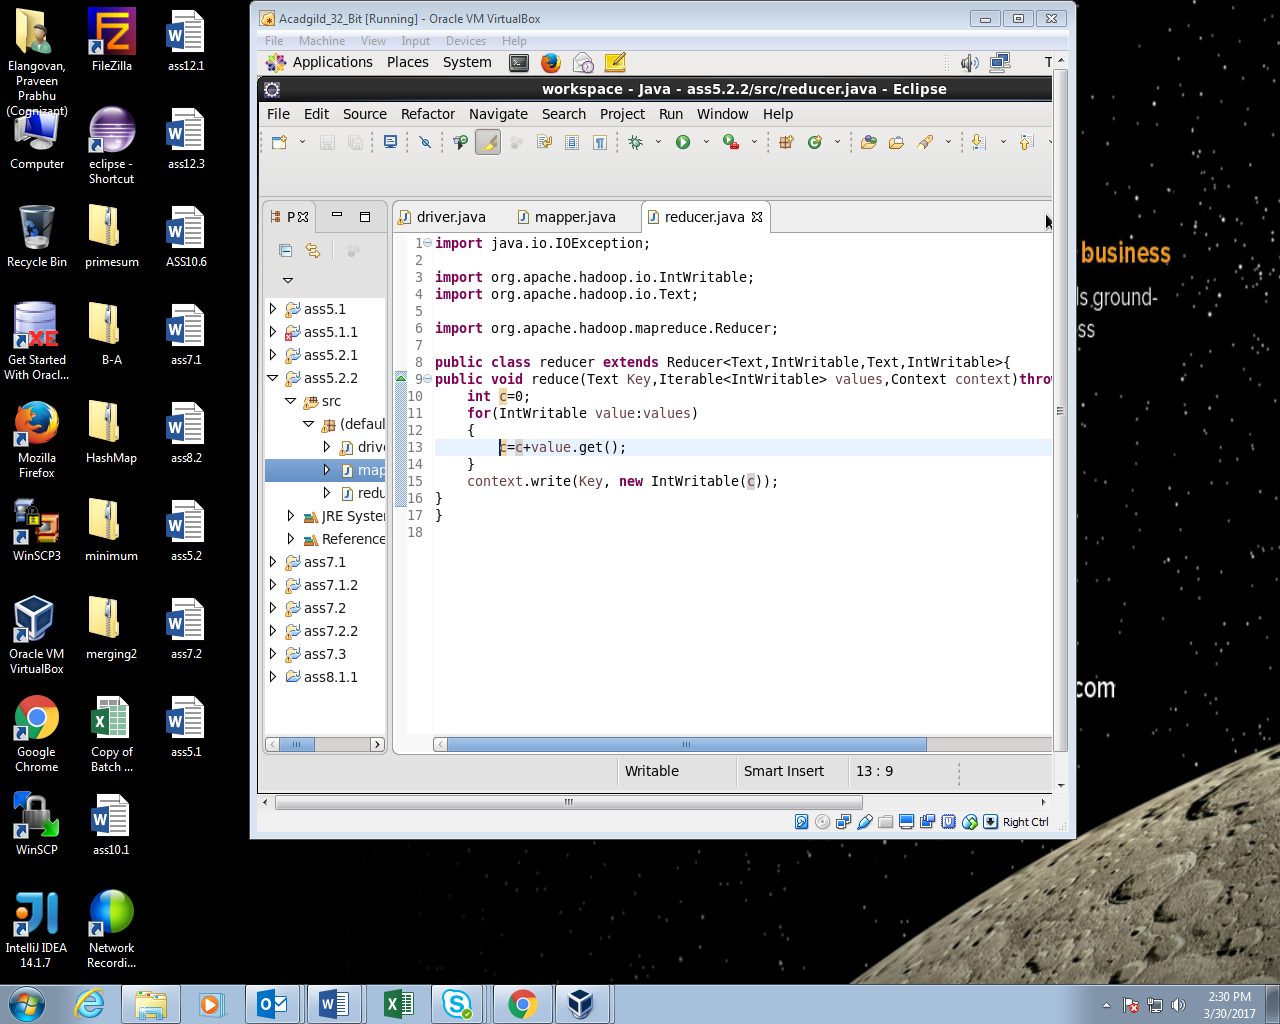 Elangovan,
Praveen
Prabhu
(Cognizant)
FileZilla
ass12.1
Computer
eclipse -
Shortcut
ass12.3
Recycle Bin
primesum
ASS10.6
Get Started
With Oracl...
B-A
ass7.1
Mozilla
Firefox
HashMap
ass8.2
WinSCP3
minimum
ass5.2
Oracle VM
VirtualBox
merging2
ass7.2
Google
Chrome
Copy of
Batch ...
ass5.1
WinSCP
ass10.1
IntelliJ IDEA
14.1.7
Network
Recordi...
Acadgild_32_Bit [Running] - Oracle VM VirtualBox
File Machine View Input Devices Help
Applications Places System
workspace - Java - ass5.2.2/src/reducer.java - Eclipse
File Edit Source Refactor Navigate Search Project Run Window Help
P
driver.java mapper.java reducer.java
ass5.1
ass5.1.1
ass5.2.1
ass5.2.2
src
(defaul
drive
map
redu
JRE System
Reference
ass7.1
ass7.1.2
ass7.2
ass7.2.2
ass7.3
ass8.1.1
1 import java.io.IOException;
2
3 import org.apache.hadoop.io.IntWritable;
4 import org.apache.hadoop.io.Text;
5
6 import org.apache.hadoop.mapreduce.Reducer;
7
8 public class reducer extends Reducer<Text,IntWritable,Text,IntWritable>{
9 public void reduce(Text Key,Iterable<IntWritable> values,Context context)throw
10 int c=0;
11 for(IntWritable value:values)
12 {
13 c=c+value.get();
14 }
15 context.write(Key, new IntWritable(c));
16 }
17 }
18
Writable Smart Insert 13 : 9
Right Ctrl
business
ls,ground-
ss
com
2:30 PM
3/30/2017